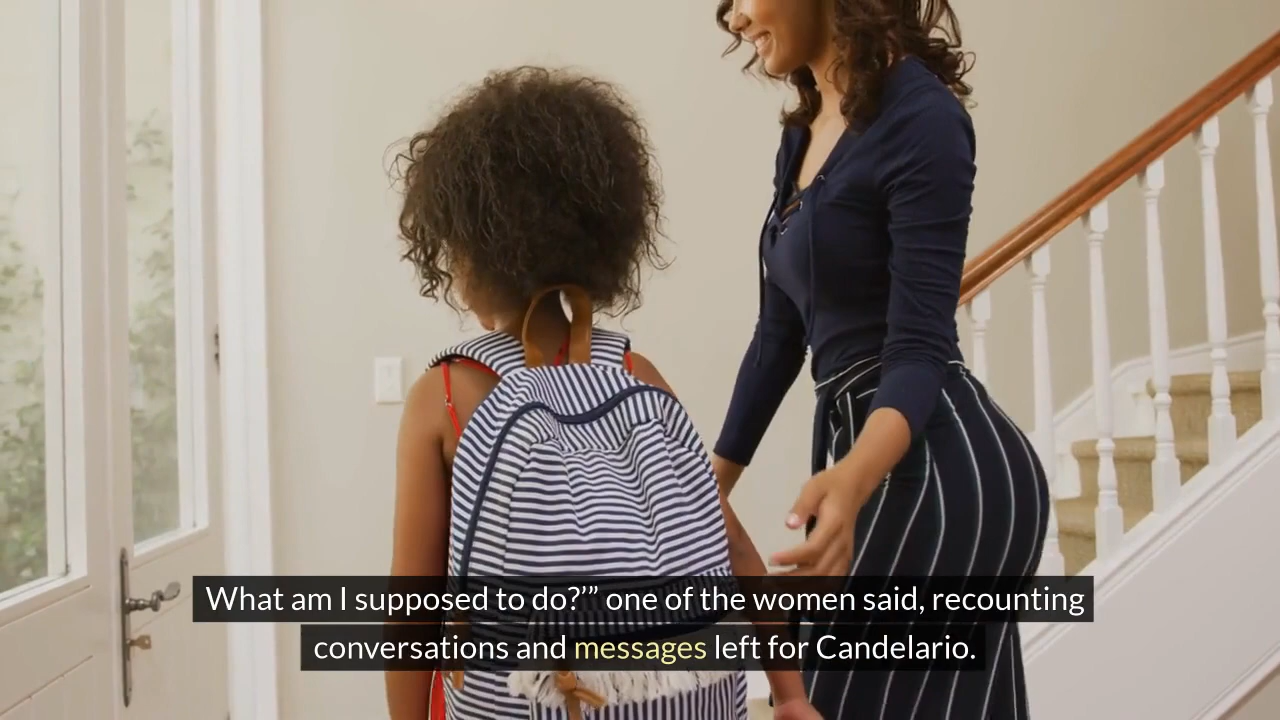 What am I supposed to do?’” one of the women said, recounting
conversations and messages left for Candelario.